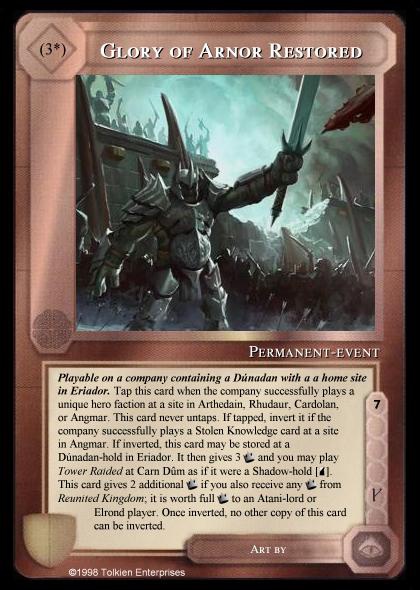 (3*)
GLORY OF ARNOR RESTORED
PERMANENT-EVENT
Playable on a company containing a Dúnadan with a a home site
in Eriador. Tap this card when the company successfully plays a
unique hero faction at a site in Arthedain, Rhudaur, Cardolan,
or Angmar. This card never untaps. If tapped, invert it if the
company successfully plays a Stolen Knowledge card at a site
in Angmar. If inverted, this card may be stored at a
Dúnadan-hold in Eriador. It then gives 3 and you may play
Tower Raided at Carn Dûm as if it were a Shadow-hold [ ].
This card gives 2 additional if you also receive any from
Reunited Kingdom; it is worth full to an Atani-lord or
Elrond player. Once inverted, no other copy of this card
can be inverted.
7
ART BY
©1998 Tolkien Enterprises